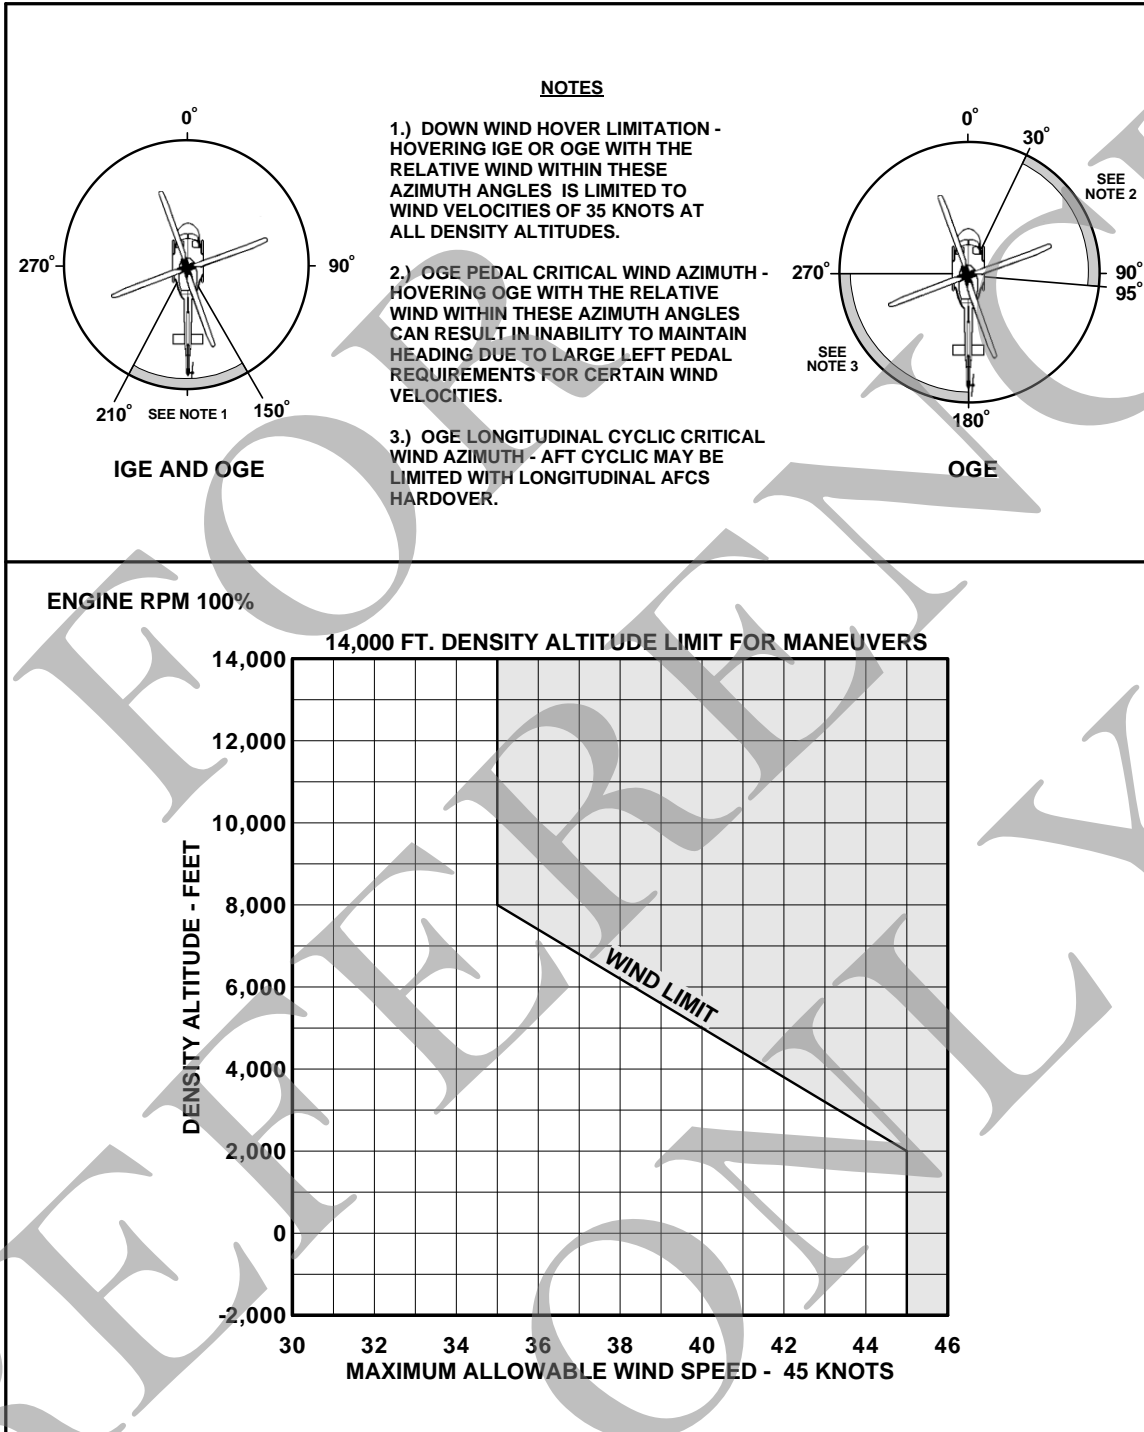 NOTES
1.) DOWN WIND HOVER LIMITATION -
HOVERING IGE OR OGE WITH THE
RELATIVE WIND WITHIN THESE
AZIMUTH ANGLES IS LIMITED TO
WIND VELOCITIES OF 35 KNOTS AT
ALL DENSITY ALTITUDES.
2.) OGE PEDAL CRITICAL WIND AZIMUTH -
HOVERING OGE WITH THE RELATIVE
WIND WITHIN THESE AZIMUTH ANGLES
CAN RESULT IN INABILITY TO MAINTAIN
HEADING DUE TO LARGE LEFT PEDAL
REQUIREMENTS FOR CERTAIN WIND
VELOCITIES.
3.) OGE LONGITUDINAL CYCLIC CRITICAL
WIND AZIMUTH - AFT CYCLIC MAY BE
LIMITED WITH LONGITUDINAL AFCS
HARDOVER.
0°
270°
90°
210°
SEE NOTE 1
150°
IGE AND OGE
0°
30°
SEE
NOTE 2
270°
90°
95°
SEE
NOTE 3
180°
OGE
ENGINE RPM 100%
14,000 FT. DENSITY ALTITUDE LIMIT FOR MANEUVERS
14,000
12,000
10,000
8,000
6,000
4,000
2,000
0
-2,000
DENSITY ALTITUDE - FEET
WIND LIMIT
30 32 34 36 38 40 42 44 46
MAXIMUM ALLOWABLE WIND SPEED - 45 KNOTS
FOR
REFERENC
ONLY